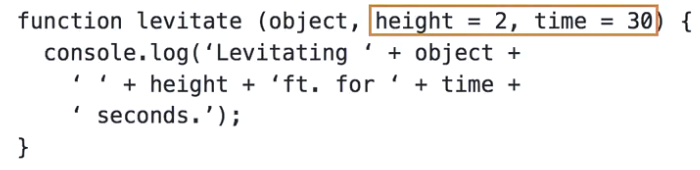 function levitate (object, height = 2, time = 30) {
console.log(‘Levitating ‘ + object +
‘ ‘ + height + ‘ft. for ‘ + time +
‘ seconds.’);
}